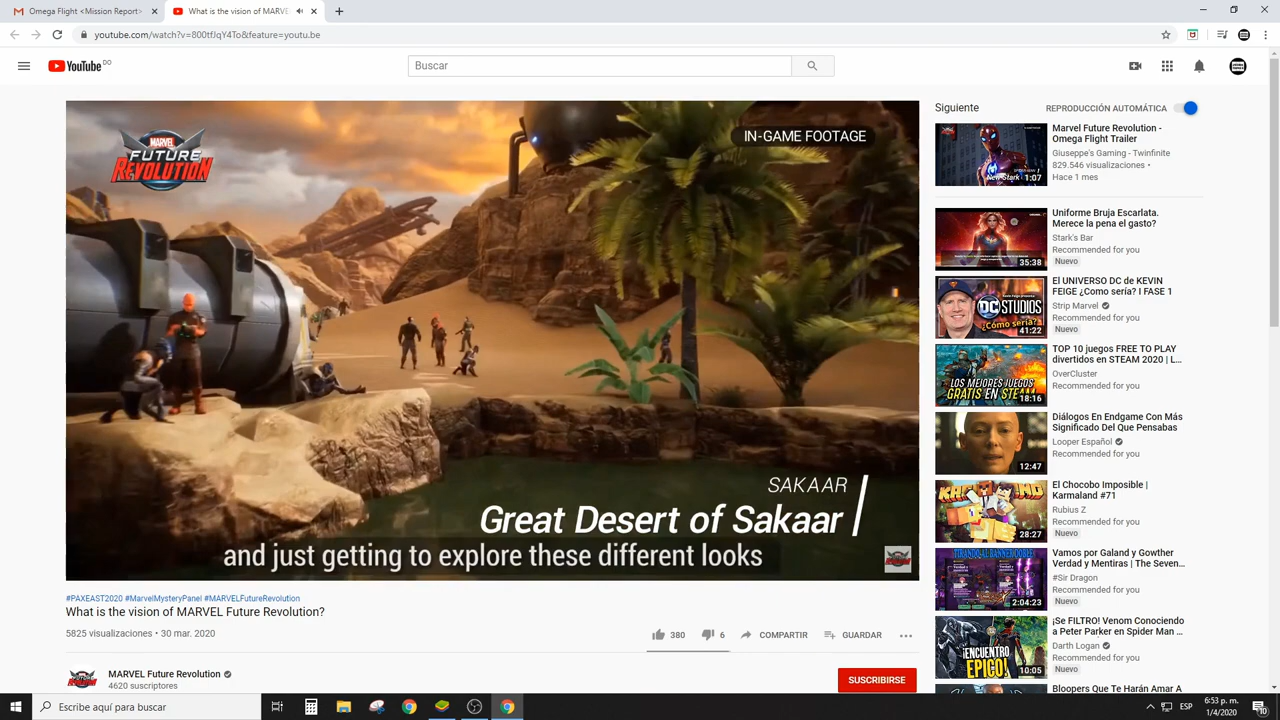 Omega Flight <Mission Report>
What is the vision of MARVEL F
youtube.com/watch?v=800tfJqY4To&feature=youtu.be
YouTube DO
Buscar
MARVEL
FUTURE
REVOLUTION
IN-GAME FOOTAGE
SAKAAR
Great Desert of Sakaar
and just getting to explore these different looks
#PAXEAST2020 #MarvelMysteryPanel #MARVELFutureRevolution
What is the vision of MARVEL Future Revolution?
5825 visualizaciones • 30 mar. 2020
380
6
COMPARTIR
GUARDAR
MARVEL Future Revolution
4620 suscriptores
SUSCRIBIRSE
Siguiente
REPRODUCCIÓN AUTOMÁTICA
1:07
Marvel Future Revolution -
Omega Flight Trailer
Giuseppe's Gaming - Twinfinite
829.546 visualizaciones •
Hace 1 mes
35:38
Uniforme Bruja Escarlata.
Merece la pena el gasto?
Stark's Bar
Recommended for you
Nuevo
DC STUDIOS
¿Cómo sería?
41:22
El UNIVERSO DC de KEVIN
FEIGE ¿Como sería? I FASE 1
Strip Marvel
Recommended for you
Nuevo
LOS MEJORES JUEGOS
GRATIS EN STEAM
18:16
TOP 10 juegos FREE TO PLAY
divertidos en STEAM 2020 | L...
OverCluster
Recommended for you
12:47
Diálogos En Endgame Con Más
Significado Del Que Pensabas
Looper Español
Recommended for you
28:27
El Chocobo Imposible |
Karmaland #71
Rubius Z
Recommended for you
Nuevo
TIRANDO AL BANNER DOBLE
2:04:23
Vamos por Galand y Gowther
Verdad y Mentiras | The Seven...
#Sir Dragon
Recommended for you
Nuevo
¡ENCUENTRO
EPICO!
10:05
¡Se FILTRO! Venom Conociendo
a Peter Parker en Spider Man ...
Darth Logan
Recommended for you
Nuevo
Bloopers Que Te Harán Amar A
Escribe aquí para buscar
ESP
6:53 p. m.
1/4/2020
10